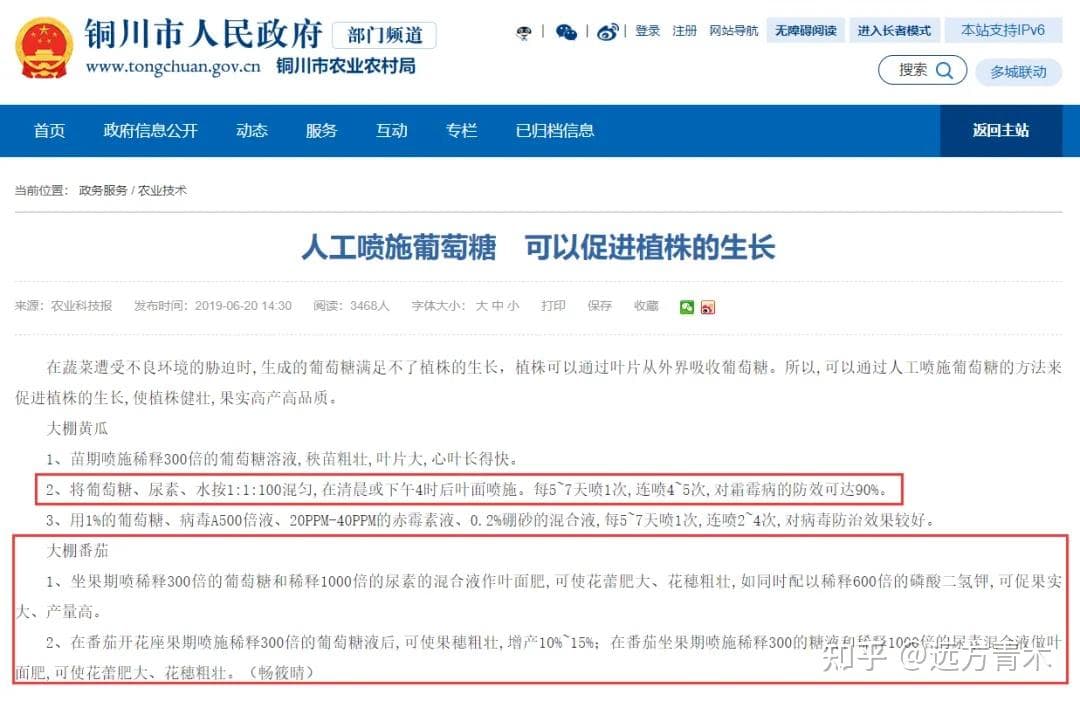 铜川市人民政府 部门频道
www.tongchuan.gov.cn 铜川市农业农村局
登录 注册 网站导航 无障碍阅读 进入长者模式 本站支持IPv6
搜索 多城联动
首页 政府信息公开 动态 服务 互动 专栏 已归档信息 返回主站
当前位置: 政务服务 / 农业技术
人工喷施葡萄糖 可以促进植株的生长
来源: 农业科技报 发布时间: 2019-06-20 14:30 阅读: 3468人 字体大小: 大 中 小 打印 保存 收藏
在蔬菜遭受不良环境的胁迫时,生成的葡萄糖满足不了植株的生长，植株可以通过叶片从外界吸收葡萄糖。所以,可以通过人工喷施葡萄糖的方法来
促进植株的生长,使植株健壮,果实高产高品质。
大棚黄瓜
1、苗期喷施稀释300倍的葡萄糖溶液,秧苗粗壮,叶片大,心叶长得快。
2、将葡萄糖、尿素、水按1:1:100混匀,在清晨或下午4时后叶面喷施。每5~7天喷1次,连喷4~5次,对霜霉病的防效可达90%。
3、用1%的葡萄糖、病毒A500倍液、20PPM-40PPM的赤霉素液、0.2%硼砂的混合液,每5~7天喷1次,连喷2~4次,对病毒防治效果较好。
大棚番茄
1、坐果期喷稀释300倍的葡萄糖和稀释1000倍的尿素的混合液作叶面肥,可使花蕾肥大、花穗粗壮,如同时配以稀释600倍的磷酸二氢钾,可促果实
大、产量高。
2、在番茄开花座果期喷施稀释300倍的葡萄糖液后,可使果穗粗壮,增产10%~15%; 在番茄坐果期喷施稀释300的糖液和稀释1000倍的尿素混合液做叶
面肥,可使花蕾肥大、花穗粗壮。（畅筱晴）
知乎 @远方青木